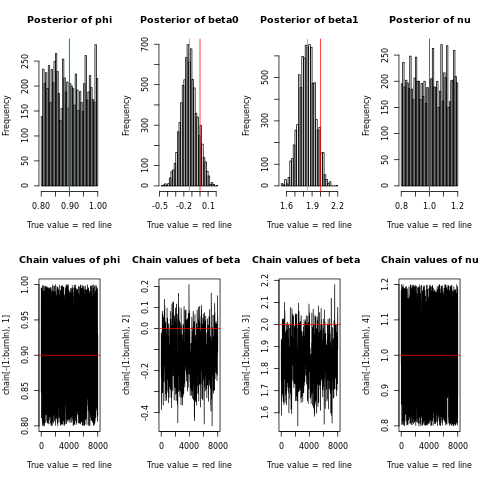 Posterior of phi
Frequency
0 50 100 150 200 250
0.80 0.90 1.00
True value = red line
Posterior of beta0
Frequency
0 100 300 500 700
-0.5 -0.2 0.1
True value = red line
Posterior of beta1
Frequency
0 100 300 500
1.6 1.9 2.2
True value = red line
Posterior of nu
Frequency
0 50 100 150 200 250
0.8 1.0 1.2
True value = red line
Chain values of phi
chain[-(1:burnIn), 1]
0.80 0.85 0.90 0.95 1.00
0 4000 8000
True value = red line
Chain values of beta
chain[-(1:burnIn), 2]
-0.4 -0.2 0.0 0.1 0.2
0 4000 8000
True value = red line
Chain values of beta
chain[-(1:burnIn), 3]
1.6 1.7 1.8 1.9 2.0 2.1 2.2
0 4000 8000
True value = red line
Chain values of nu
chain[-(1:burnIn), 4]
0.8 0.9 1.0 1.1 1.2
0 4000 8000
True value = red line